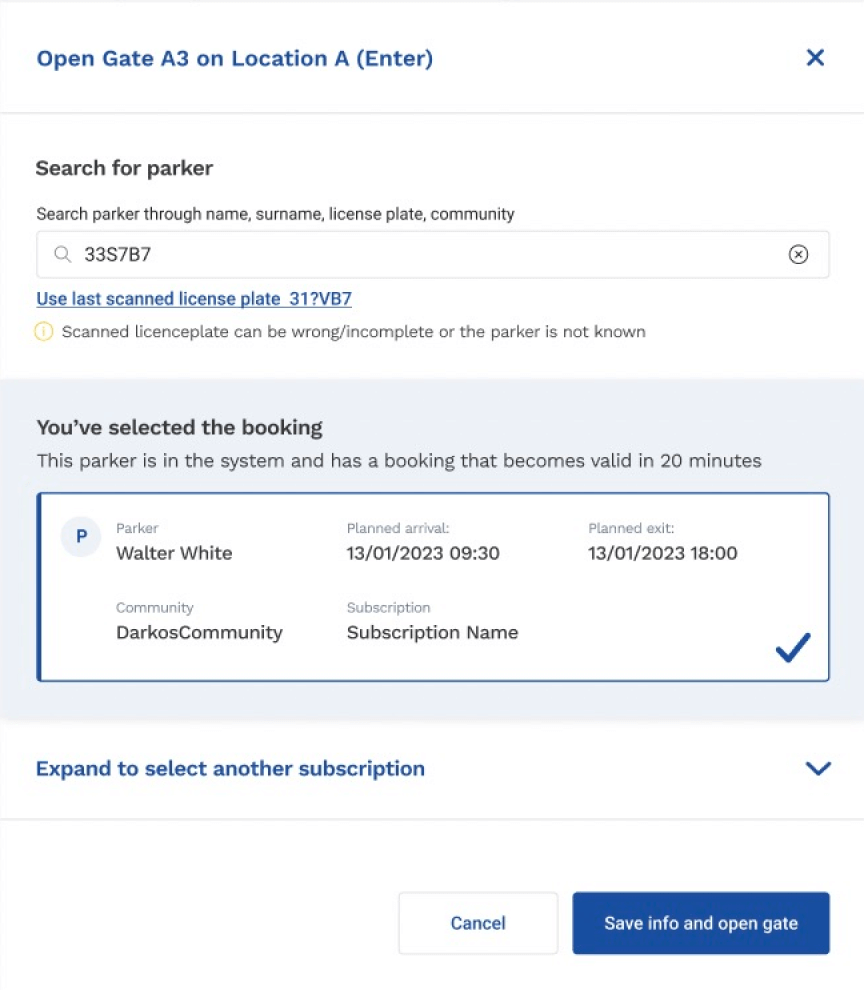 Open Gate A3 on Location A (Enter)
Search for parker
Search parker through name, surname, license plate, community
33S7B7
Use last scanned license plate 31?VB7
Scanned licenceplate can be wrong/incomplete or the parker is not known
You’ve selected the booking
This parker is in the system and has a booking that becomes valid in 20 minutes
P
Parker
Walter White
Planned arrival:
13/01/2023 09:30
Planned exit:
13/01/2023 18:00
Community
DarkosCommunity
Subscription
Subscription Name
Expand to select another subscription
Cancel
Save info and open gate